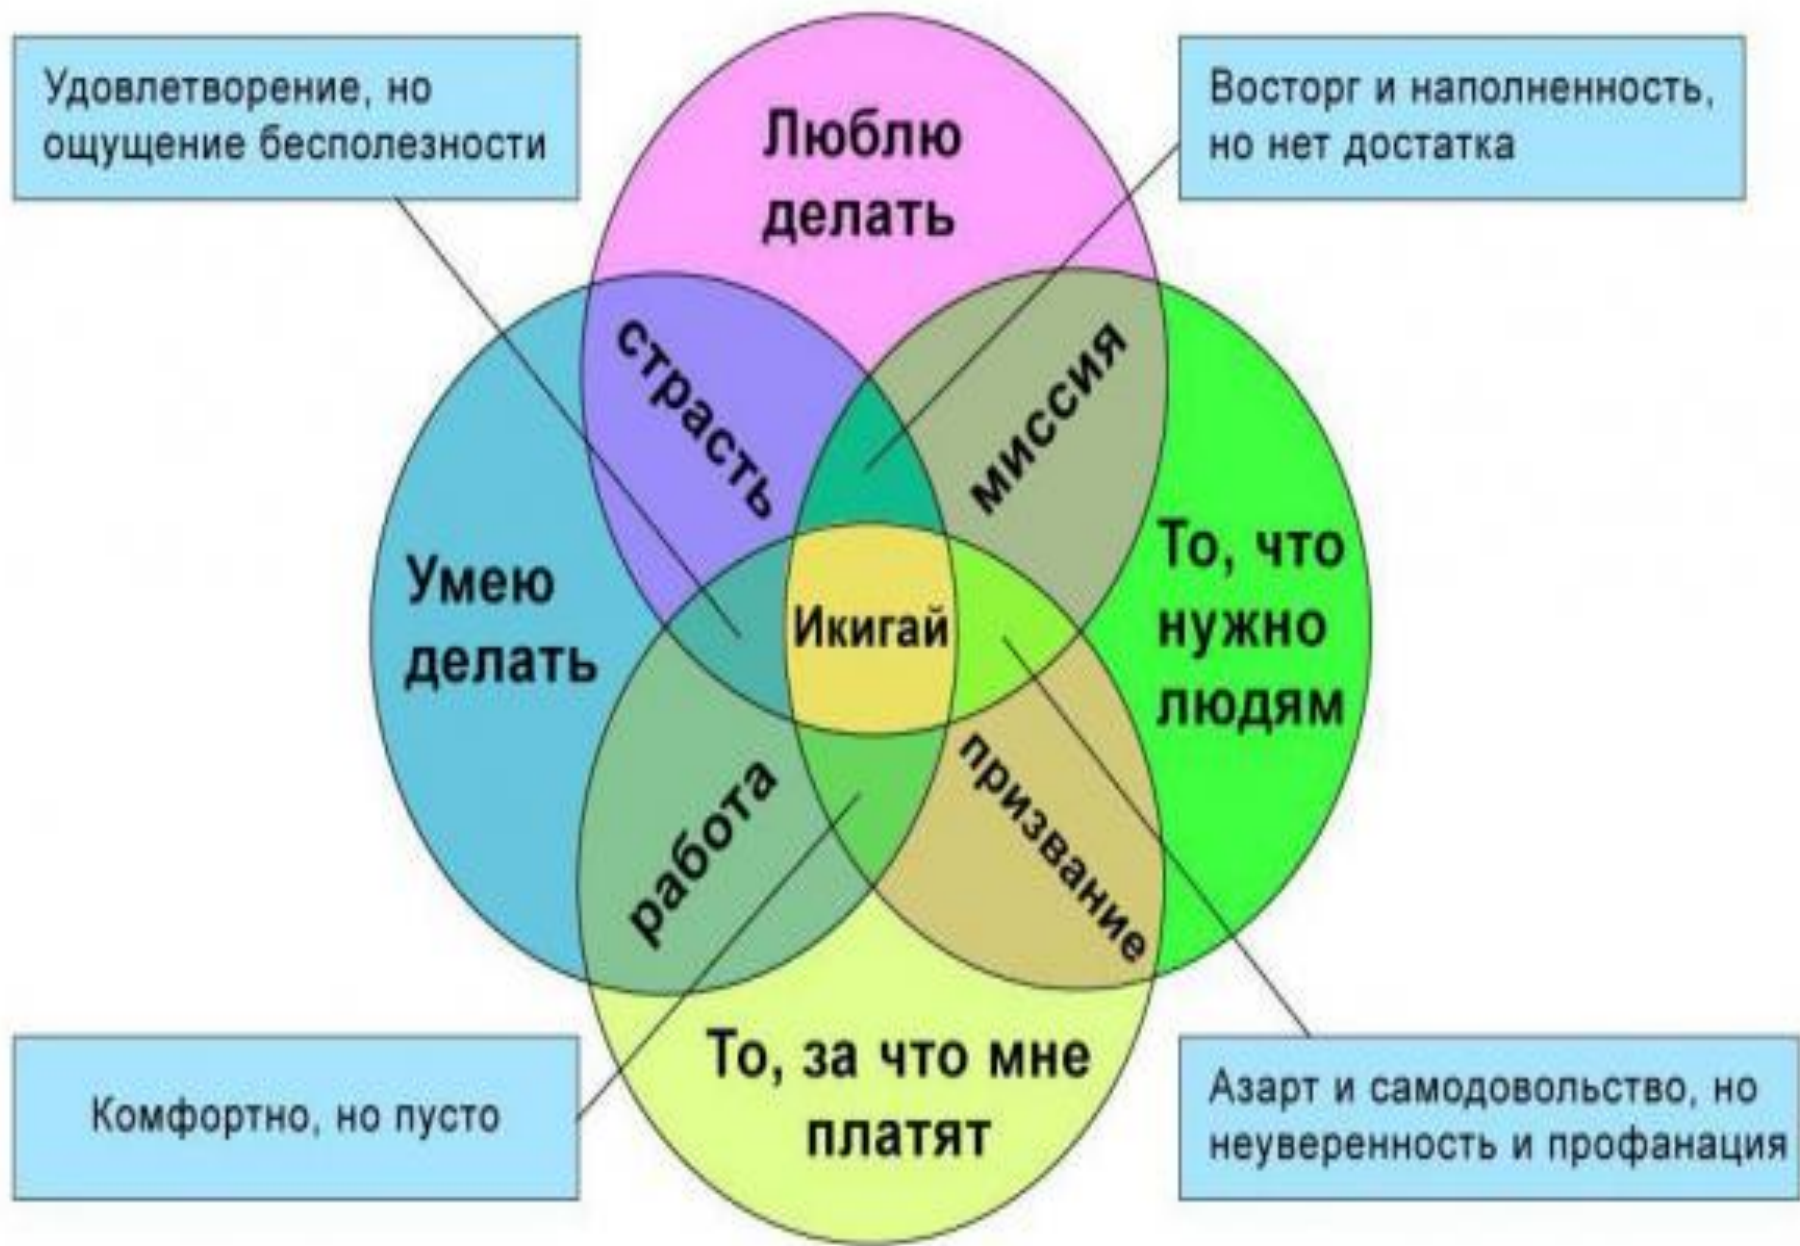 Удовлетворение, но
ощущение бесполезности
Восторг и наполненность,
но нет достатка
Люблю
делать
страсть
миссия
Умею
делать
Икигай
То, что
нужно
людям
работа
призвание
То, за что мне
платят
Комфортно, но пусто
Азарт и самодовольство, но
неуверенность и профанация